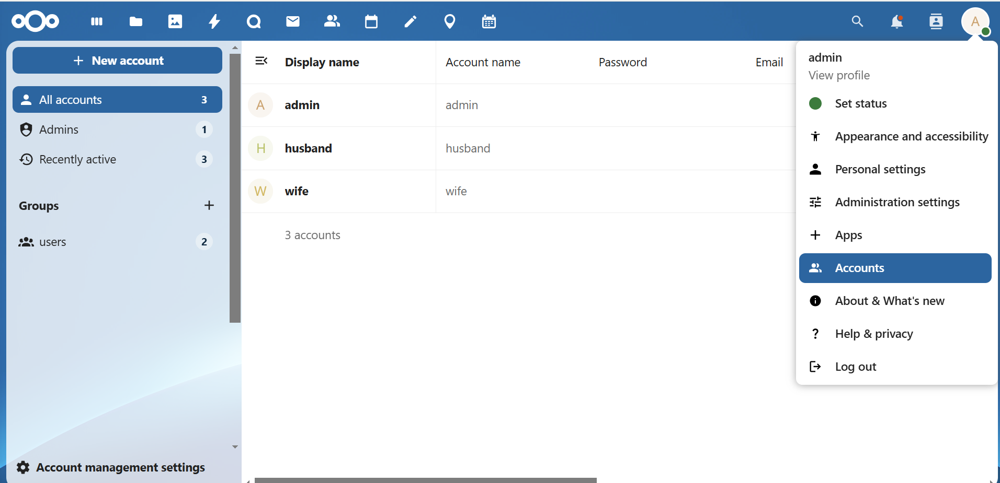 A
New account
All accounts 3
Admins 1
Recently active 3
Groups
users 2
Account management settings
Display name Account name Password Email
A admin admin
H husband husband
W wife wife
3 accounts
admin
View profile
Set status
Appearance and accessibility
Personal settings
Administration settings
Apps
Accounts
About & What's new
Help & privacy
Log out